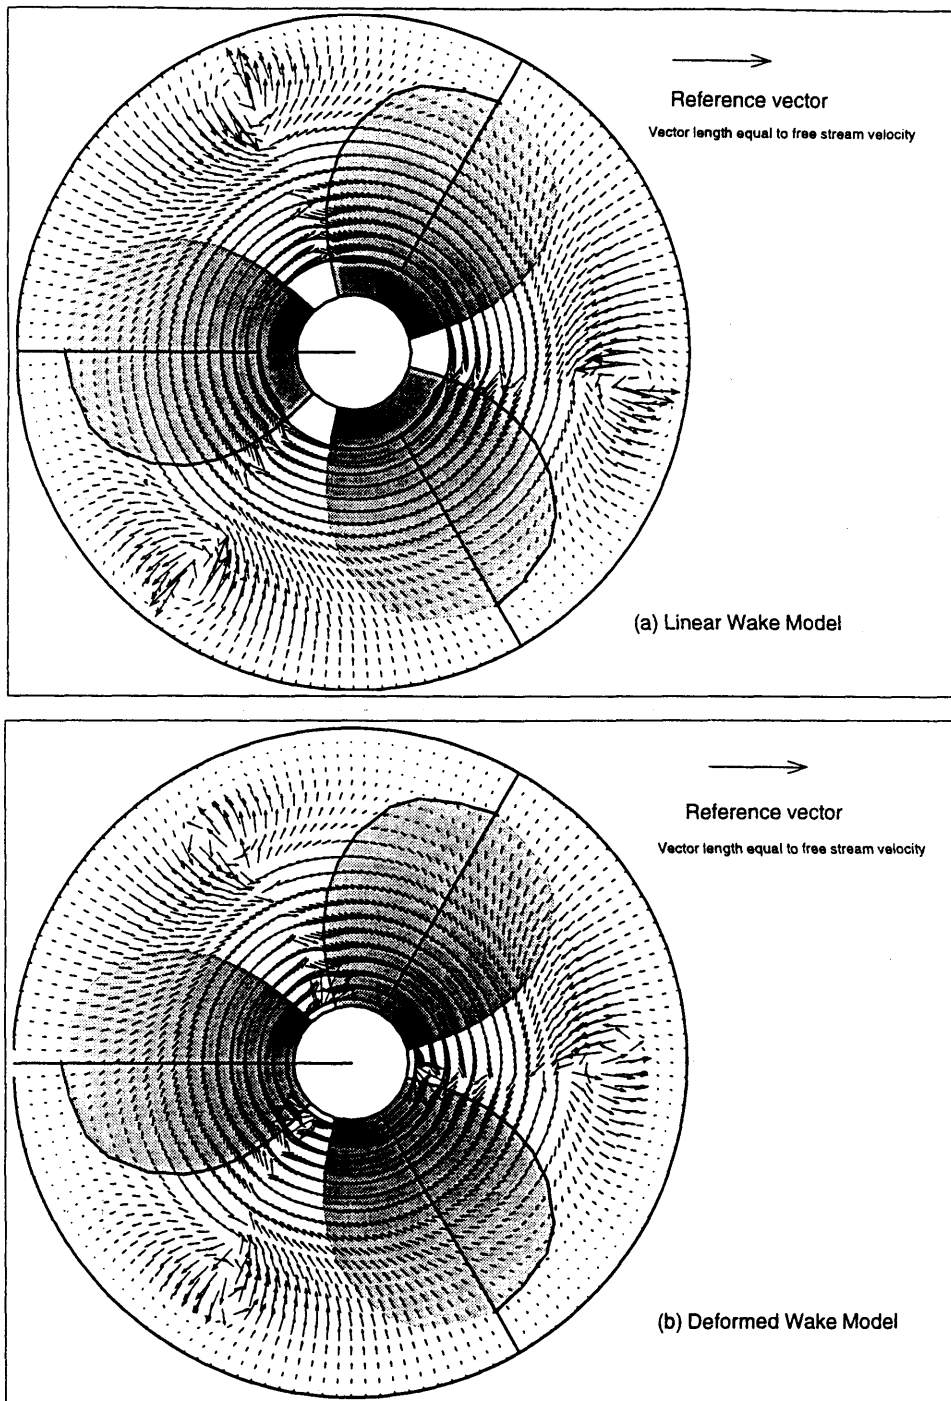 Reference vector
Vector length equal to free stream velocity
(a) Linear Wake Model
Reference vector
Vector length equal to free stream velocity
(b) Deformed Wake Model